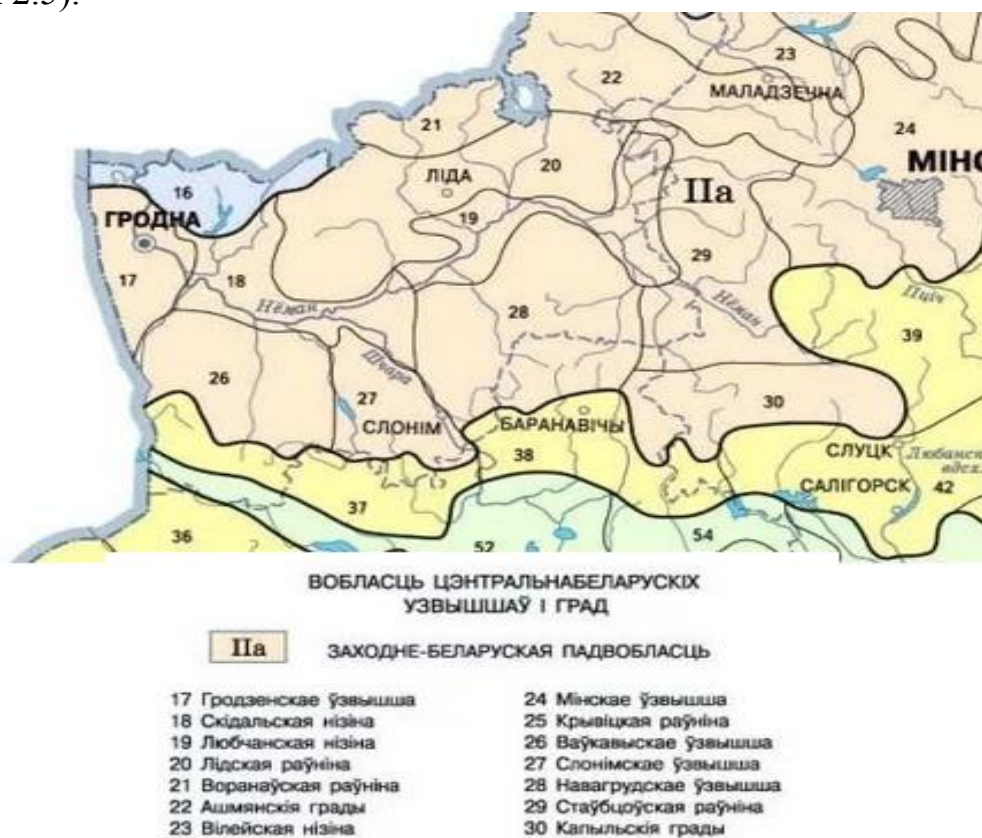 2.3).
23
22
МАЛАДЗЕЧНА
21
24
20
МІНС
16
ЛІДА
IIa
ГРОДНА
19
29
17
18
Нёман
28
Нёман
Пціч
39
Шчара
26
27
30
СЛОНІМ
БАРАНАВІЧЫ
38
СЛУЦК
Любанск
вдсх.
САЛІГОРСК
42
37
36
52
54
ВОБЛАСЦЬ ЦЭНТРАЛЬНАБЕЛАРУСКІХ
УЗВЫШШАЎ І ГРАД
IIa ЗАХОДНЕ-БЕЛАРУСКАЯ ПАДВОБЛАСЦЬ
17 Гродзенскае ўзвышша
18 Скідальская нізіна
19 Любчанская нізіна
20 Лідская раўніна
21 Воранаўская раўніна
22 Ашмянскія грады
23 Вілейская нізіна
24 Мінскае ўзвышша
25 Крывіцкая раўніна
26 Ваўкавыскае ўзвышша
27 Слонімскае ўзвышша
28 Навагрудскае ўзвышша
29 Стаўбцоўская раўніна
30 Капыльскія грады